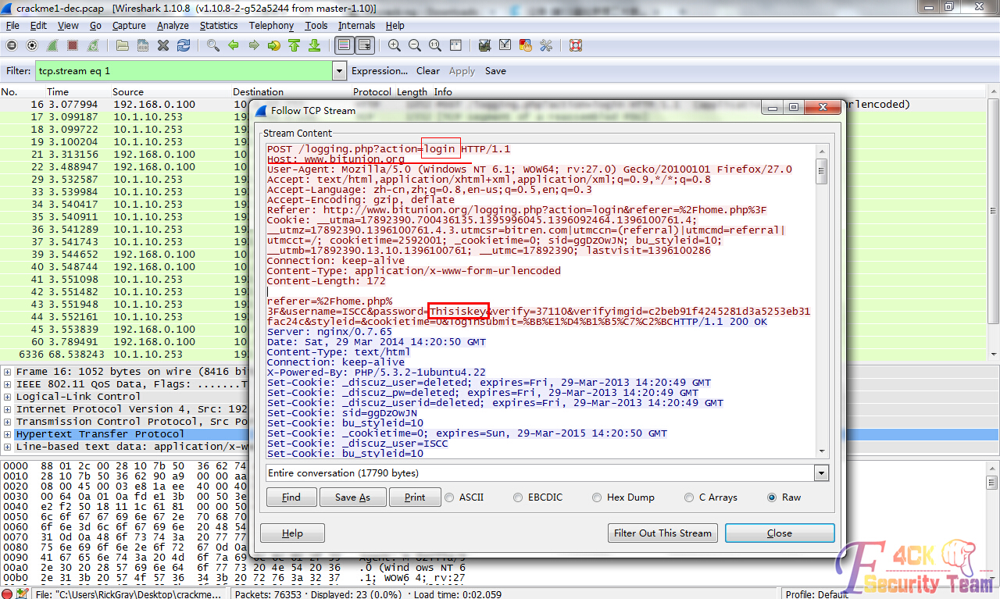 crackme1-dec.pcap [Wireshark 1.10.8 (v1.10.8-2-g52a5244 from master-1.10)]
File Edit View Go Capture Analyze Statistics Telephony Tools Internals Help
Filter: tcp.stream eq 1 Expression... Clear Apply Save
No. Time Source Destination Protocol Length Info
16 3.077994 192.168.0.100 10.
17 3.099187 10.1.10.253 192
18 3.099722 10.1.10.253 192
19 3.100204 10.1.10.253 192
21 3.313156 192.168.0.100 10.
22 3.488947 192.168.0.100 10.
29 3.532587 10.1.10.253 192
33 3.539984 10.1.10.253 192
34 3.540417 10.1.10.253 192
35 3.540911 10.1.10.253 192
36 3.541289 10.1.10.253 192
37 3.541743 10.1.10.253 192
39 3.544652 192.168.0.100 10.
40 3.548744 192.168.0.100 10.
41 3.551098 10.1.10.253 192
42 3.551482 10.1.10.253 192
43 3.551948 10.1.10.253 192
44 3.552386 10.1.10.253 192
45 3.553839 10.1.10.253 192
60 3.789491 192.168.0.100 10.
6336 68.538243 10.1.10.253 192
rlencoded)
Follow TCP Stream
Stream Content
POST /logging.php?action=login HTTP/1.1
Host: www.bitunion.org
User-Agent: Mozilla/5.0 (Windows NT 6.1; WOW64; rv:27.0) Gecko/20100101 Firefox/27.0
Accept: text/html,application/xhtml+xml,application/xml;q=0.9,*/*;q=0.8
Accept-Language: zh-cn,zh;q=0.8,en-us;q=0.5,en;q=0.3
Accept-Encoding: gzip, deflate
Referer: http://www.bitunion.org/logging.php?action=login&referer=%2Fhome.php%3F
Cookie: __utma=17892390.700436135.1395996045.1396092464.1396100761.4;
__utmz=17892390.1396100761.4.3.utmcsr=bitren.com|utmccn=(referral)|utmcmd=referral|
utmcct=/; cookietime=2592001; _cookietime=0; sid=ggDzOwJN; bu_styleid=10;
__utmb=17892390.13.10.1396100761; __utmc=17892390; lastvisit=1396100286
Connection: keep-alive
Content-Type: application/x-www-form-urlencoded
Content-Length: 172
referer=%2Fhome.php%
3F&username=ISCC&password=Thisiskey&verify=37110&verifyimgid=c2beb91f4245281d3a5253eb31
fac24c&styleid=&cookietime=0&loginsubmit=%BB%E1%D4%B1%B5%C7%C2%BCHTTP/1.1 200 OK
Server: nginx/0.7.65
Date: Sat, 29 Mar 2014 14:20:50 GMT
Content-Type: text/html
Connection: keep-alive
X-Powered-By: PHP/5.3.2-1ubuntu4.22
Set-Cookie: _discuz_user=deleted; expires=Fri, 29-Mar-2013 14:20:49 GMT
Set-Cookie: _discuz_pw=deleted; expires=Fri, 29-Mar-2013 14:20:49 GMT
Set-Cookie: _discuz_userid=deleted; expires=Fri, 29-Mar-2013 14:20:49 GMT
Set-Cookie: sid=ggDzOwJN
Set-Cookie: bu_styleid=10
Set-Cookie: _cookietime=0; expires=Sun, 29-Mar-2015 14:20:50 GMT
Set-Cookie: _discuz_user=ISCC
Set-Cookie: bu_styleid=10
Entire conversation (17790 bytes)
Find Save As Print ASCII EBCDIC Hex Dump C Arrays Raw
Help Filter Out This Stream Close
Frame 16: 1052 bytes on wire (8416 bi
IEEE 802.11 QoS Data, Flags: .......T
Logical-Link Control
Internet Protocol Version 4, Src: 192
Transmission Control Protocol, Src Po
Hypertext Transfer Protocol
Line-based text data: application/x-w
0000 88 01 2c 00 28 10 7b 50 36 62 74
0010 28 10 7b 50 36 62 90 a9 00 00 aa
0020 08 00 45 00 03 e8 1a ee 40 00 40
0030 00 64 0a 01 0a fd e1 3b 00 50 3e
0040 e2 f2 50 18 11 1c 61 81 00 00 50
0050 6c 6f 67 67 69 6e 67 2e 70 68 70
0060 6f 6e 3d 6c 6f 67 69 6e 20 48 54
0070 31 0d 0a 48 6f 73 74 3a 20 77 77
0080 75 6e 69 6f 6e 2e 6f 72 67 0d 0a
0090 41 67 65 6e 74 3a 20 4d 6f 7a 69
00a0 2e 30 20 28 57 69 6e 64 6f 77 73 20 4e 54 20 36 .0 (Wind ows NT 6
00b0 2e 31 3b 20 57 4f 57 36 34 3b 20 72 76 3a 32 37 .1; WOW6 4; rv:27
F4CK
Security Team
File: "C:\Users\RickGray\Desktop\crackme... Packets: 76353 · Displayed: 23 (0.0%) · Load time: 0:02.059 Profile: Default